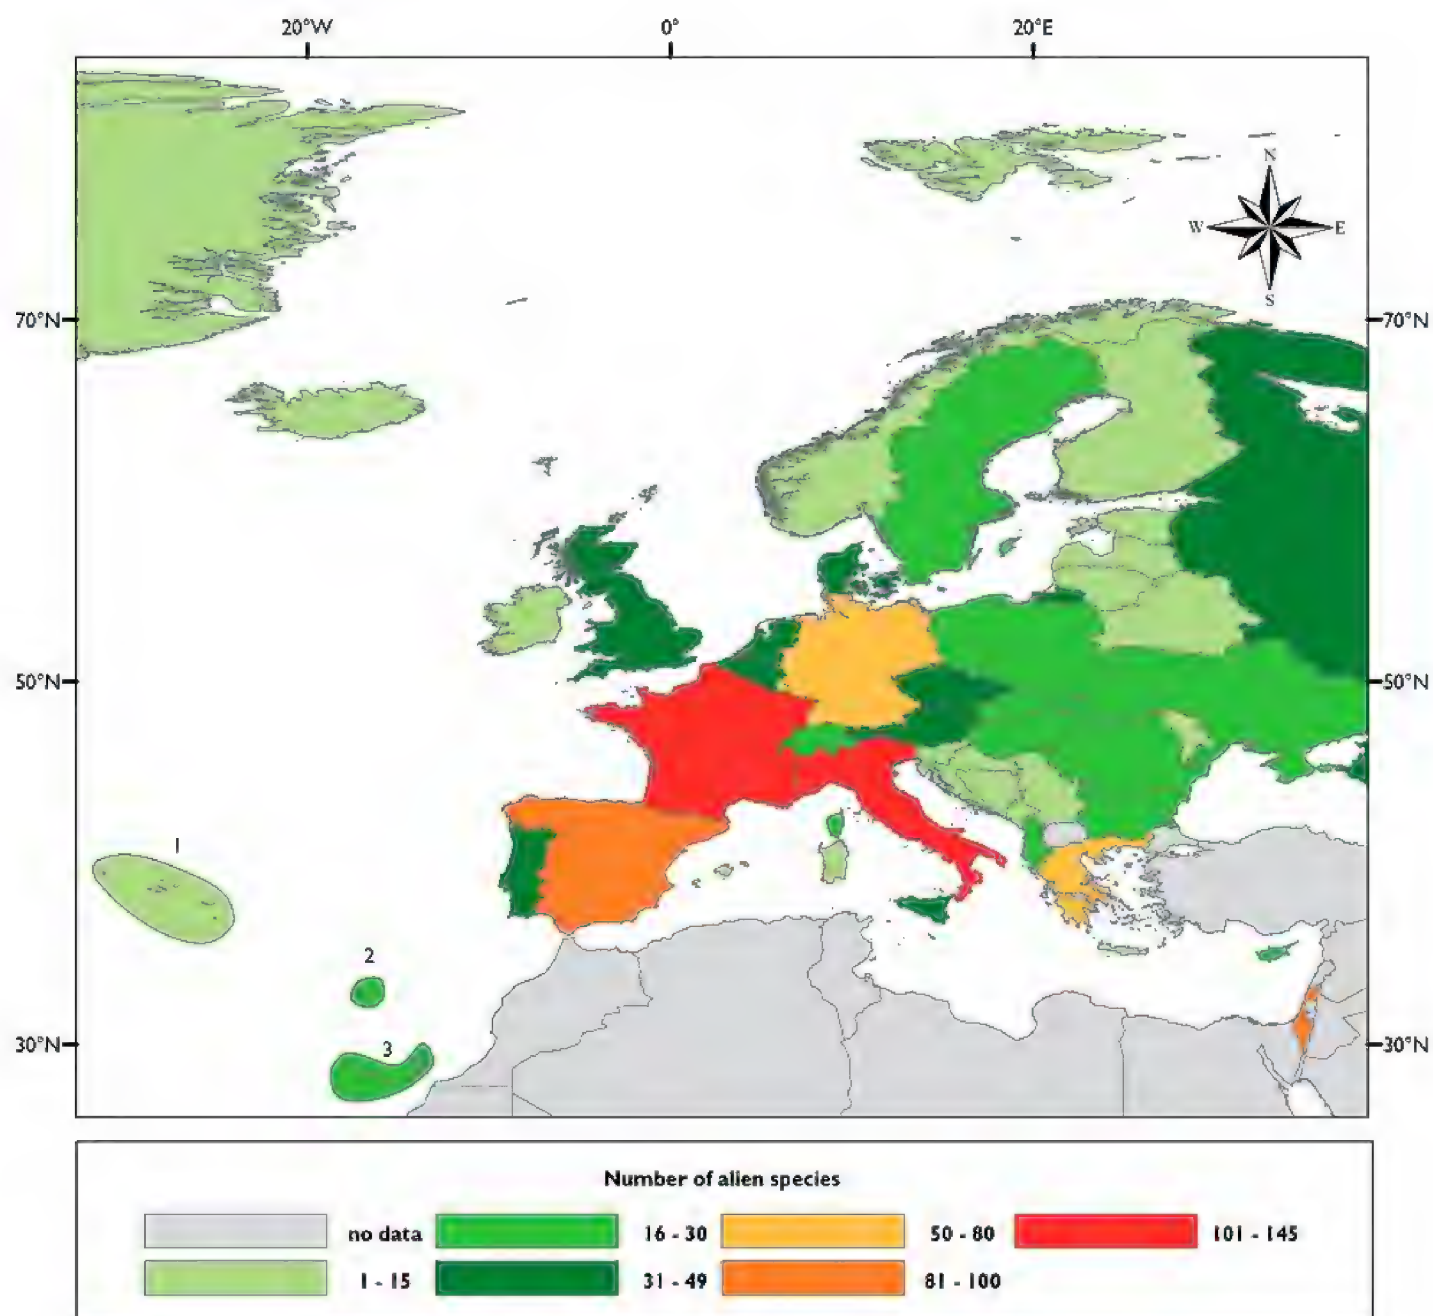 20°W 0° 20°E
N
W E
S
70°N 70°N
50°N 50°N
1
2
3
30°N 30°N
Number of alien species
no data 16 - 30 50 - 80 101 - 145
1 - 15 31 - 49 81 - 100